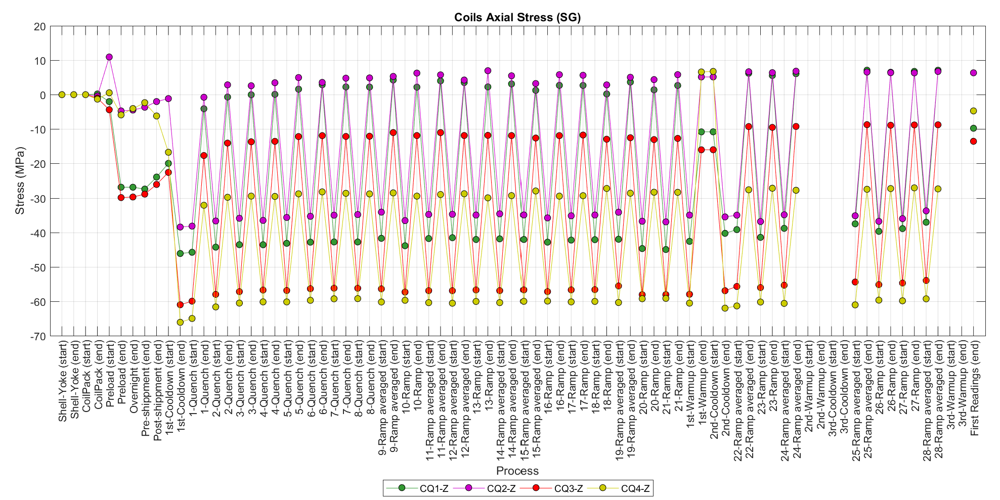 Coils Axial Stress (SG)
20
10
0
-10
-20
-30
-40
-50
-60
-70
Stress (MPa)
Shell-Yoke (start)
Shell-Yoke (end)
CoilPack (start)
CoilPack (end)
Preload (start)
Preload (end)
Overnight (end)
Pre-shippment (end)
Post-shippment (end)
1st-Cooldown (start)
1st-Cooldown (end)
1-Quench (start)
1-Quench (end)
2-Quench (start)
2-Quench (end)
3-Quench (start)
3-Quench (end)
4-Quench (start)
4-Quench (end)
5-Quench (start)
5-Quench (end)
6-Quench (start)
6-Quench (end)
7-Quench (start)
7-Quench (end)
8-Quench (start)
8-Quench (end)
9-Ramp averaged (start)
9-Ramp averaged (end)
10-Ramp (start)
10-Ramp (end)
11-Ramp averaged (start)
11-Ramp averaged (end)
12-Ramp averaged (start)
12-Ramp averaged (end)
13-Ramp (start)
13-Ramp (end)
14-Ramp averaged (start)
14-Ramp averaged (end)
15-Ramp averaged (start)
15-Ramp averaged (end)
16-Ramp (start)
16-Ramp (end)
17-Ramp (start)
17-Ramp (end)
18-Ramp (start)
18-Ramp (end)
19-Ramp averaged (start)
19-Ramp averaged (end)
20-Ramp (start)
20-Ramp (end)
21-Ramp (start)
21-Ramp (end)
1st-Warmup (start)
1st-Warmup (end)
2nd-Cooldown (start)
2nd-Cooldown (end)
22-Ramp averaged (start)
22-Ramp averaged (end)
23-Ramp (start)
23-Ramp (end)
24-Ramp averaged (start)
24-Ramp averaged (end)
2nd-Warmup (start)
2nd-Warmup (end)
3rd-Cooldown (start)
3rd-Cooldown (end)
25-Ramp averaged (start)
25-Ramp averaged (end)
26-Ramp (start)
26-Ramp (end)
27-Ramp (start)
27-Ramp (end)
28-Ramp averaged (start)
28-Ramp averaged (end)
3rd-Warmup (start)
3rd-Warmup (end)
First Readings (end)
Process
CQ1-Z CQ2-Z CQ3-Z CQ4-Z